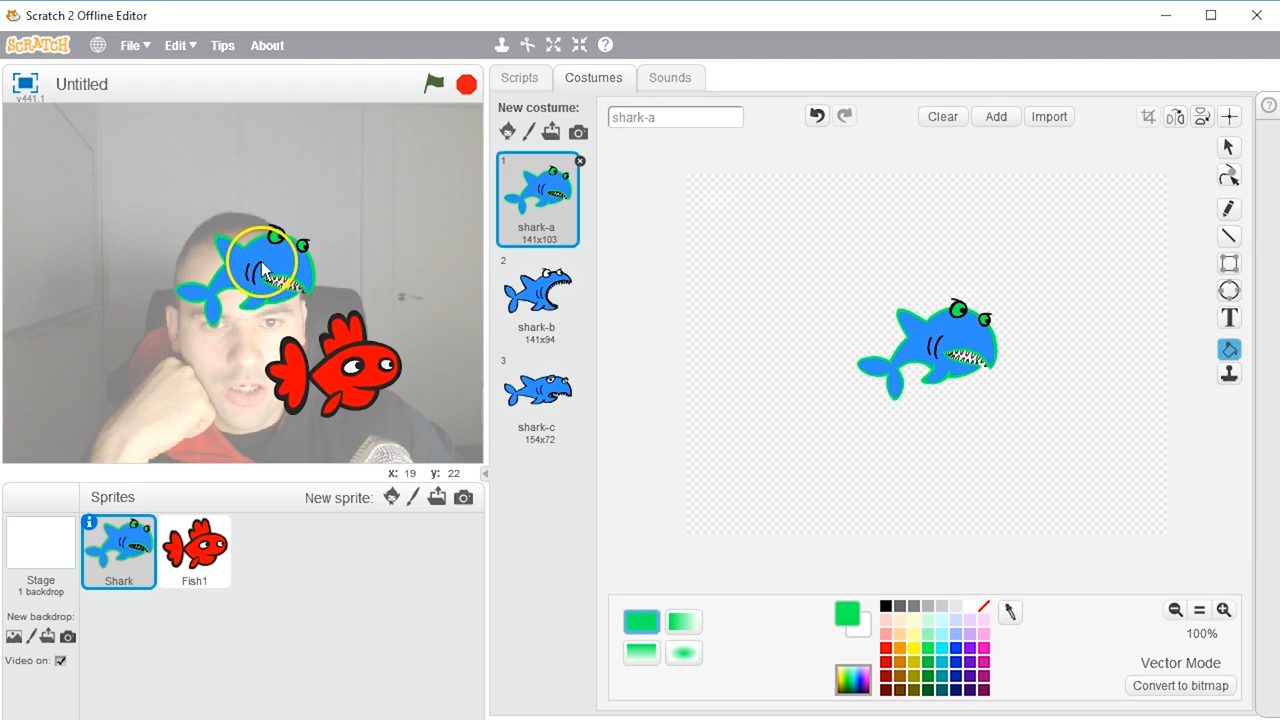 Scratch 2 Offline Editor
SCRATCH File Edit Tips About
Untitled
v441.1
Scripts Costumes Sounds
New costume:
shark-a
Clear Add Import
1
shark-a
141x103
2
shark-b
141x94
3
shark-c
154x72
T
x: 19 y: 22
Sprites New sprite:
Shark
Fish1
Stage
1 backdrop
New backdrop:
Video on:
100%
Vector Mode
Convert to bitmap